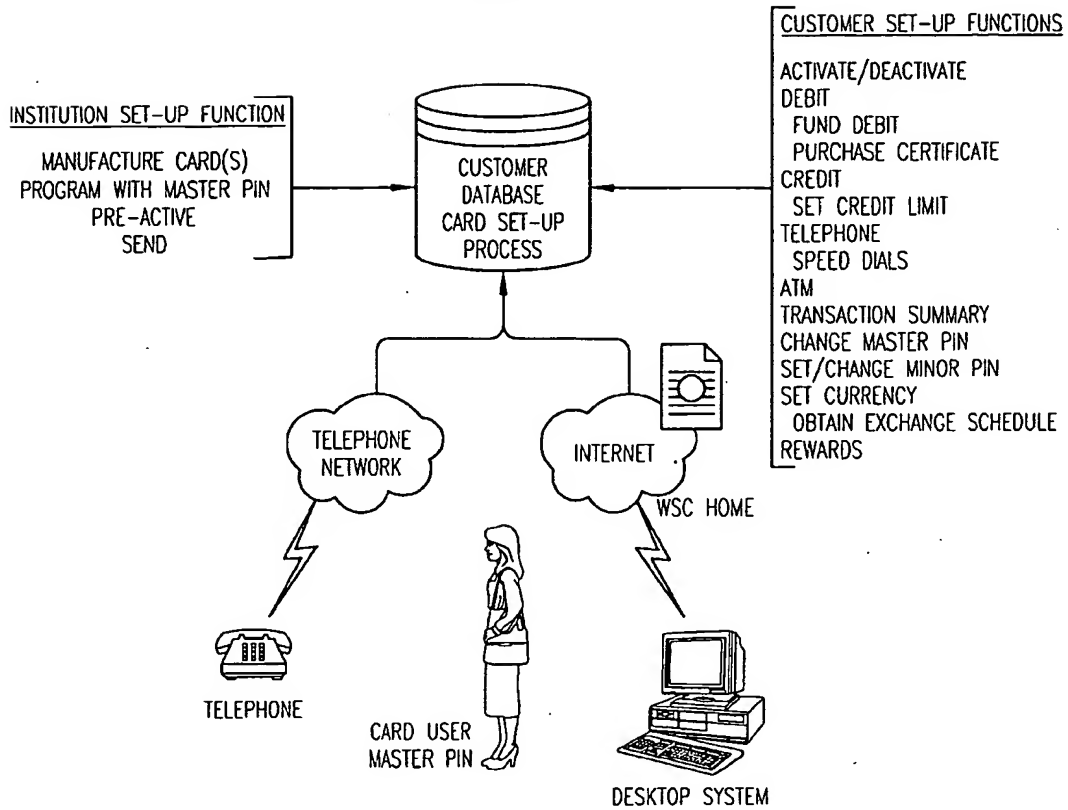 INSTITUTION SET-UP FUNCTION
MANUFACTURE CARD(S)
PROGRAM WITH MASTER PIN
PRE-ACTIVE
SEND
CUSTOMER
DATABASE
CARD SET-UP
PROCESS
CUSTOMER SET-UP FUNCTIONS
ACTIVATE/DEACTIVATE
DEBIT
FUND DEBIT
PURCHASE CERTIFICATE
CREDIT
SET CREDIT LIMIT
TELEPHONE
SPEED DIALS
ATM
TRANSACTION SUMMARY
CHANGE MASTER PIN
SET/CHANGE MINOR PIN
SET CURRENCY
OBTAIN EXCHANGE SCHEDULE
REWARDS
TELEPHONE
NETWORK
INTERNET
WSC HOME
TELEPHONE
CARD USER
MASTER PIN
DESKTOP SYSTEM